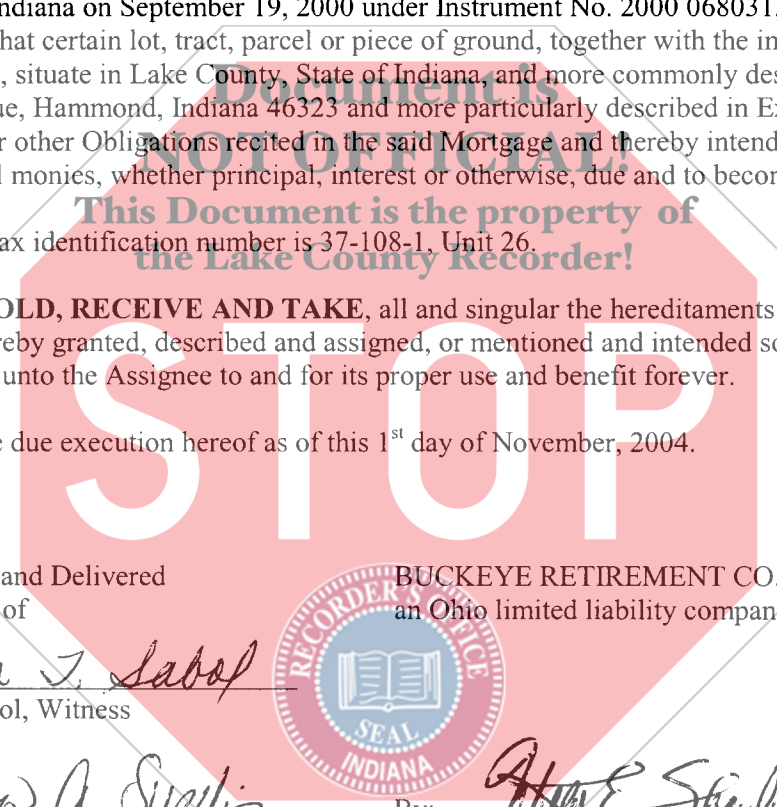 ndiana on September 19, 2000 under Instrument No. 2000 068031.
hat certain lot, tract, parcel or piece of ground, together with the im
, situate in Lake County, State of Indiana, and more commonly des
Document is
ue, Hammond, Indiana 46323 and more particularly described in Ex
r other Obligations recited in the said Mortgage and thereby intend
NOT OFFICIAL!
l monies, whether principal, interest or otherwise, due and to becom
This Document is the property of
ax identification number is 37-108-1, Unit 26.
the Lake County Recorder!
OLD, RECEIVE AND TAKE, all and singular the hereditaments
reby granted, described and assigned, or mentioned and intended so
unto the Assignee to and for its proper use and benefit forever.
STOP
e due execution hereof as of this 1st day of November, 2004.
and Delivered
BUCKEYE RETIREMENT CO.
of
an Ohio limited liability compan
RECORDER'S OFFICE
SEAL
INDIANA
T. Sabol
ol, Witness
By: